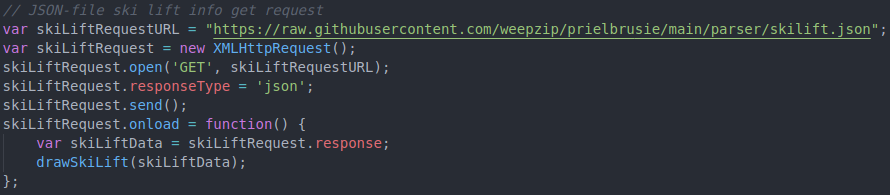 // JSON-file ski lift info get request
var skiLiftRequestURL = "https://raw.githubusercontent.com/weepzip/prielbrusie/main/parser/skilift.json";
var skiLiftRequest = new XMLHttpRequest();
skiLiftRequest.open('GET', skiLiftRequestURL);
skiLiftRequest.responseType = 'json';
skiLiftRequest.send();
skiLiftRequest.onload = function() {
    var skiLiftData = skiLiftRequest.response;
    drawSkiLift(skiLiftData);
};